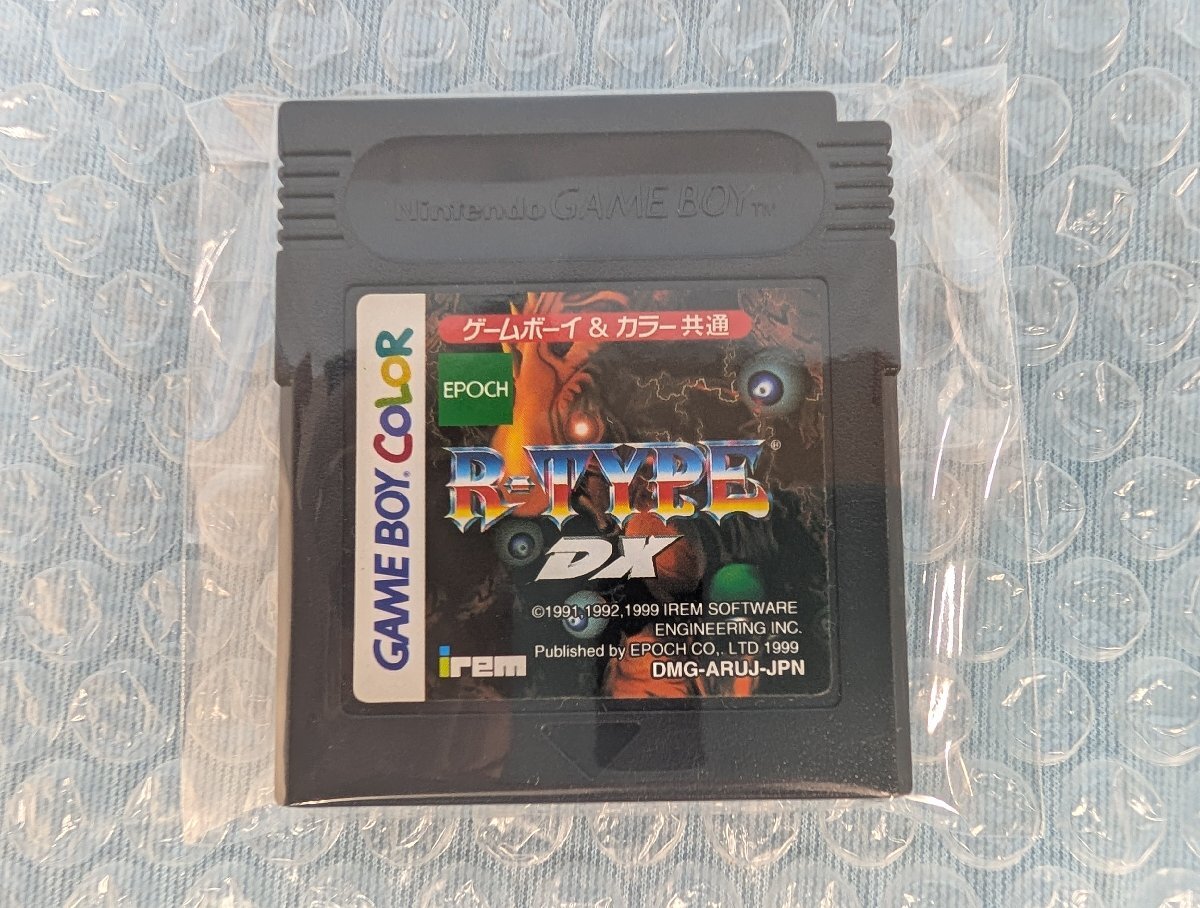 Nintendo GAME BOY TM
ゲームボーイ & カラー共通
GAME BOY COLOR
EPOCH
R-TYPE®
DX
©1991,1992,1999 IREM SOFTWARE
ENGINEERING INC.
irem
Published by EPOCH CO,. LTD 1999
DMG-ARUJ-JPN